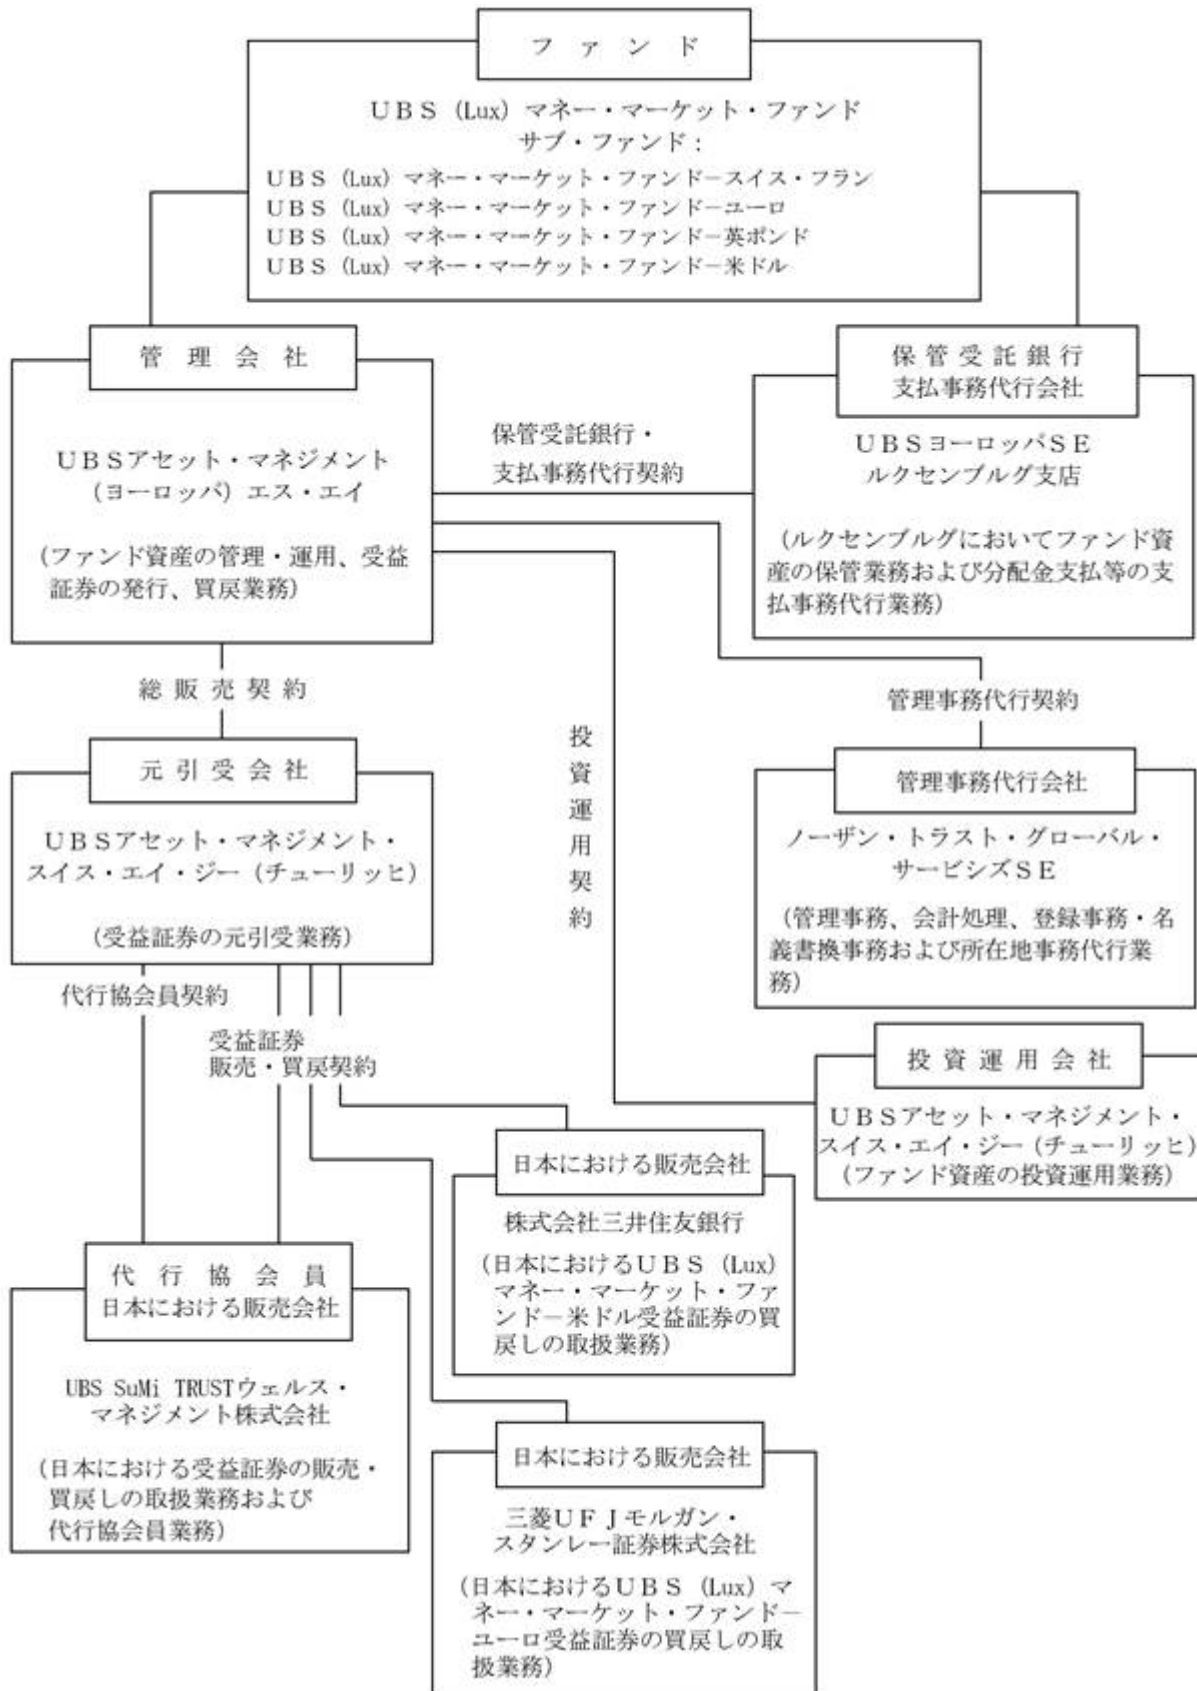 ファンド
ＵＢＳ (Lux) マネー・マーケット・ファンド
サブ・ファンド：
ＵＢＳ (Lux) マネー・マーケット・ファンド－スイス・フラン
ＵＢＳ (Lux) マネー・マーケット・ファンド－ユーロ
ＵＢＳ (Lux) マネー・マーケット・ファンド－英ポンド
ＵＢＳ (Lux) マネー・マーケット・ファンド－米ドル
管理会社
ＵＢＳアセット・マネジメント
（ヨーロッパ）エス・エイ
（ファンド資産の管理・運用、受益
証券の発行、買戻業務）
保管受託銀行・
支払事務代行契約
保管受託銀行
支払事務代行会社
ＵＢＳヨーロッパＳＥ
ルクセンブルグ支店
（ルクセンブルグにおいてファンド資
産の保管業務および分配金支払等の支
払事務代行業務）
総販売契約
投資運用契約
管理事務代行契約
元引受会社
ＵＢＳアセット・マネジメント・
スイス・エイ・ジー（チューリッヒ）
（受益証券の元引受業務）
管理事務代行会社
ノーザン・トラスト・グローバル・
サービシズＳＥ
（管理事務、会計処理、登録事務・名
義書換事務および所在地事務代行業
務）
代行協会員契約
受益証券
販売・買戻契約
投資運用会社
ＵＢＳアセット・マネジメント・
スイス・エイ・ジー（チューリッヒ）
（ファンド資産の投資運用業務）
日本における販売会社
株式会社三井住友銀行
（日本におけるＵＢＳ (Lux)
マネー・マーケット・ファ
ンド－米ドル受益証券の買
戻しの取扱業務）
代行協会員
日本における販売会社
UBS SuMi TRUSTウェルス・
マネジメント株式会社
（日本における受益証券の販売・
買戻しの取扱業務および
代行協会員業務）
日本における販売会社
三菱ＵＦＪモルガン・
スタンレー証券株式会社
（日本におけるＵＢＳ (Lux) マ
ネー・マーケット・ファンド－
ユーロ受益証券の買戻しの取
扱業務）